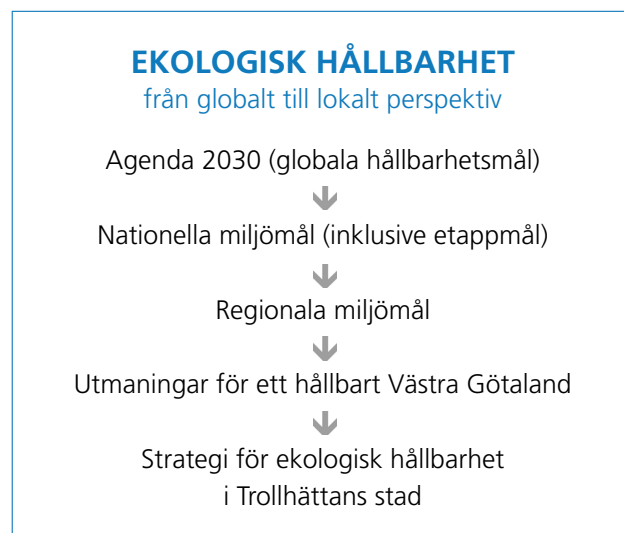 EKOLOGISK HÅLLBARHET
från globalt till lokalt perspektiv
Agenda 2030 (globala hållbarhetsmål)
Nationella miljömål (inklusive etappmål)
Regionala miljömål
Utmaningar för ett hållbart Västra Götaland
Strategi för ekologisk hållbarhet
i Trollhättans stad